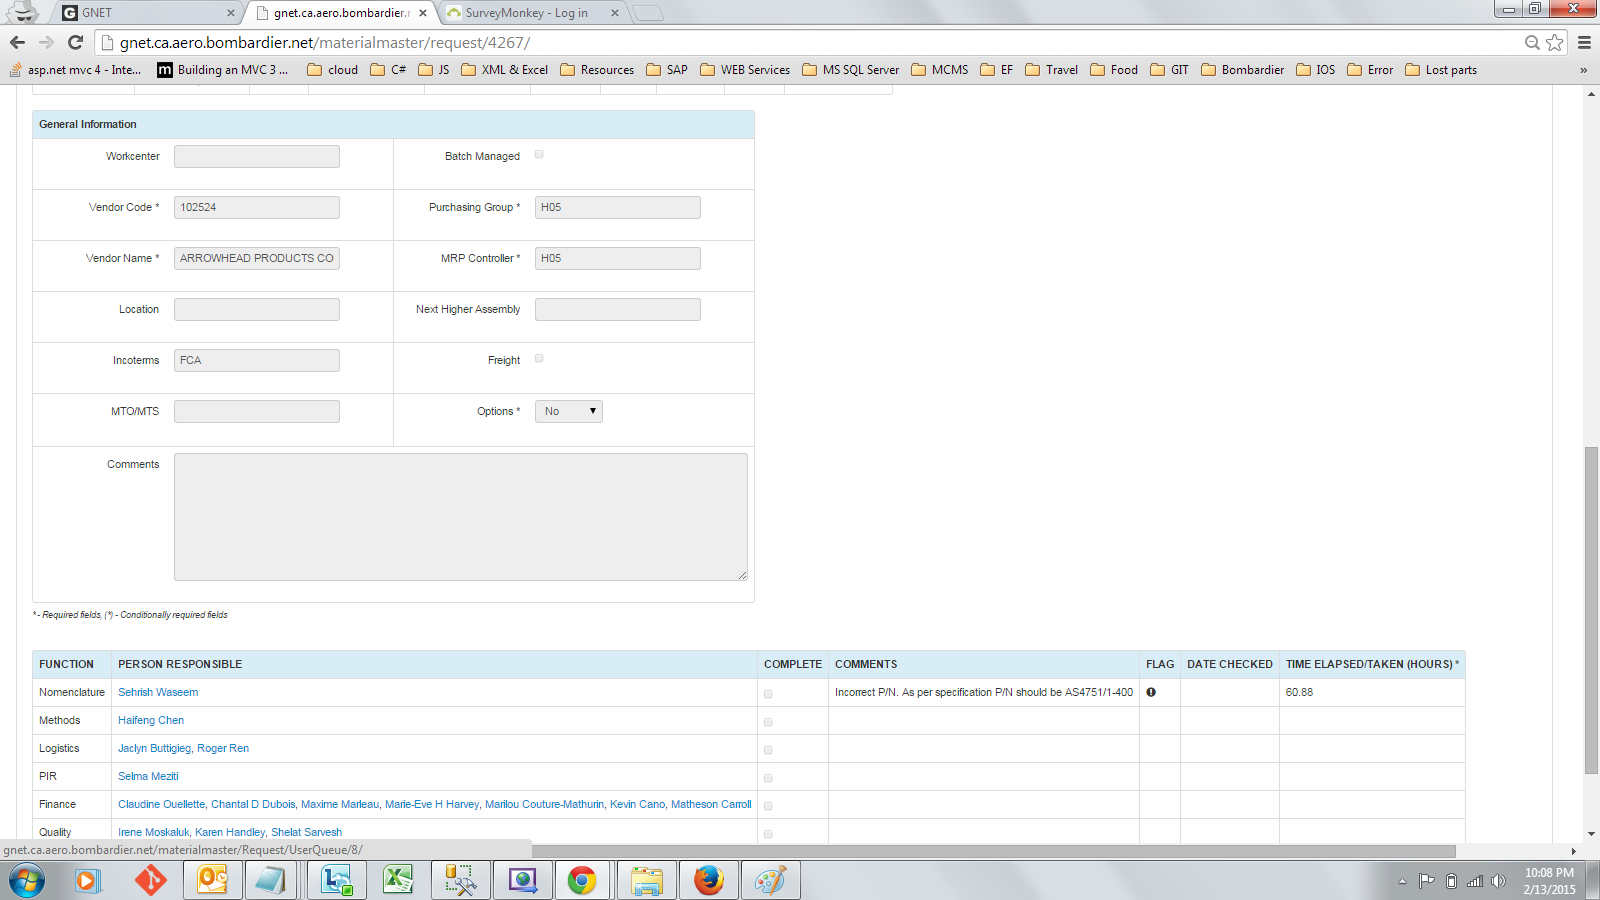 GNET
gnet.ca.aero.bombardier.r
SurveyMonkey - Log in
gnet.ca.aero.bombardier.net/materialmaster/request/4267/
asp.net mvc 4 - Inte...
m Building an MVC 3 ...
cloud
C#
JS
XML & Excel
Resources
SAP
WEB Services
MS SQL Server
MCMS
EF
Travel
Food
GIT
Bombardier
IOS
Error
Lost parts
»
General Information
Workcenter
Batch Managed
Vendor Code * 102524
Purchasing Group * H05
Vendor Name * ARROWHEAD PRODUCTS CO
MRP Controller * H05
Location
Next Higher Assembly
Incoterms FCA
Freight
MTO/MTS
Options * No
Comments
* - Required fields, (*) - Conditionally required fields
FUNCTION PERSON RESPONSIBLE COMPLETE COMMENTS FLAG DATE CHECKED TIME ELAPSED/TAKEN (HOURS) *
Nomenclature Sehrish Waseem Incorrect P/N. As per specification P/N should be AS4751/1-400 60.88
Methods Haifeng Chen
Logistics Jaclyn Buttigieg, Roger Ren
PIR Selma Meziti
Finance Claudine Ouellette, Chantal D Dubois, Maxime Marleau, Marie-Eve H Harvey, Marilou Couture-Mathurin, Kevin Cano, Matheson Carroll
Quality Irene Moskaluk, Karen Handley, Shelat Sarvesh
gnet.ca.aero.bombardier.net/materialmaster/Request/UserQueue/8/
10:08 PM
2/13/2015